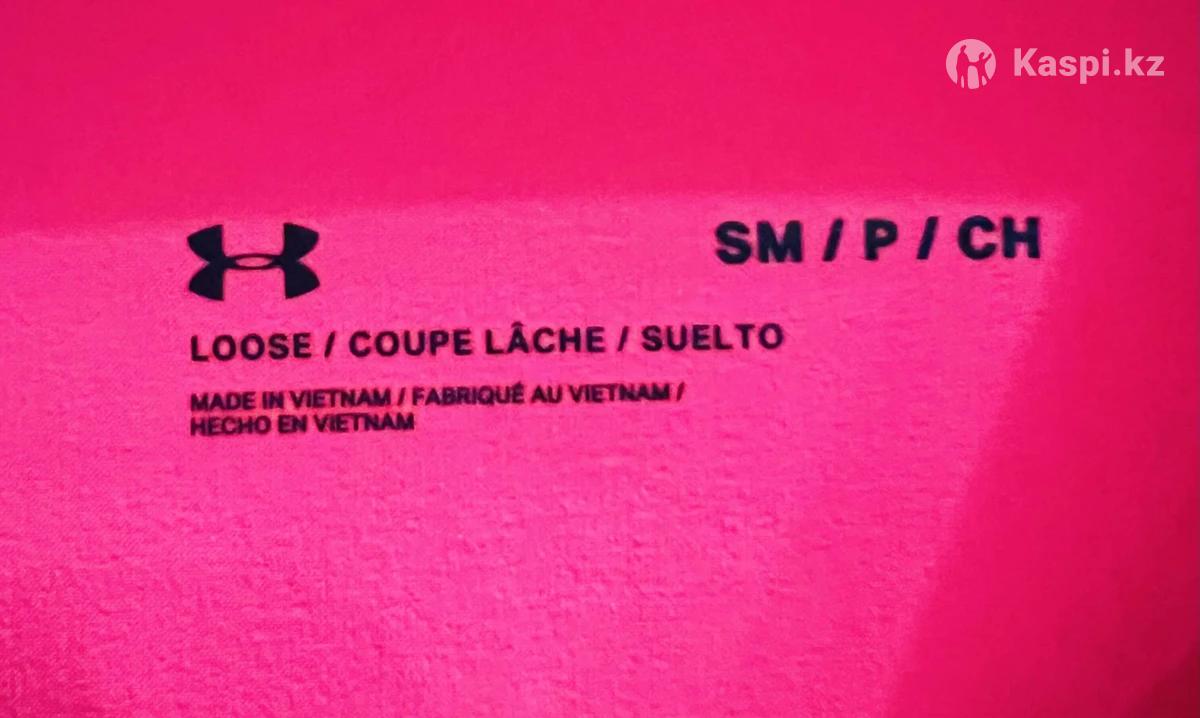 Kaspi.kz
SM / P / CH
LOOSE / COUPE LÂCHE / SUELTO
MADE IN VIETNAM / FABRIQUÉ AU VIETNAM /
HECHO EN VIETNAM